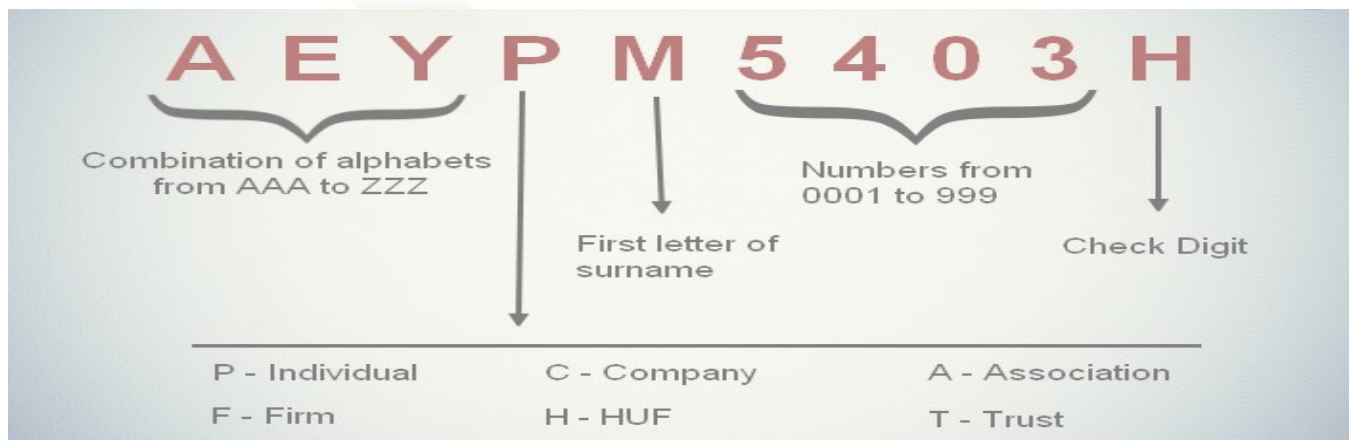 A E Y P M 5 4 0 3 H
Combination of alphabets
from AAA to ZZZ
Numbers from
0001 to 999
First letter of
surname
Check Digit
P - Individual C - Company A - Association
F - Firm H - HUF T - Trust